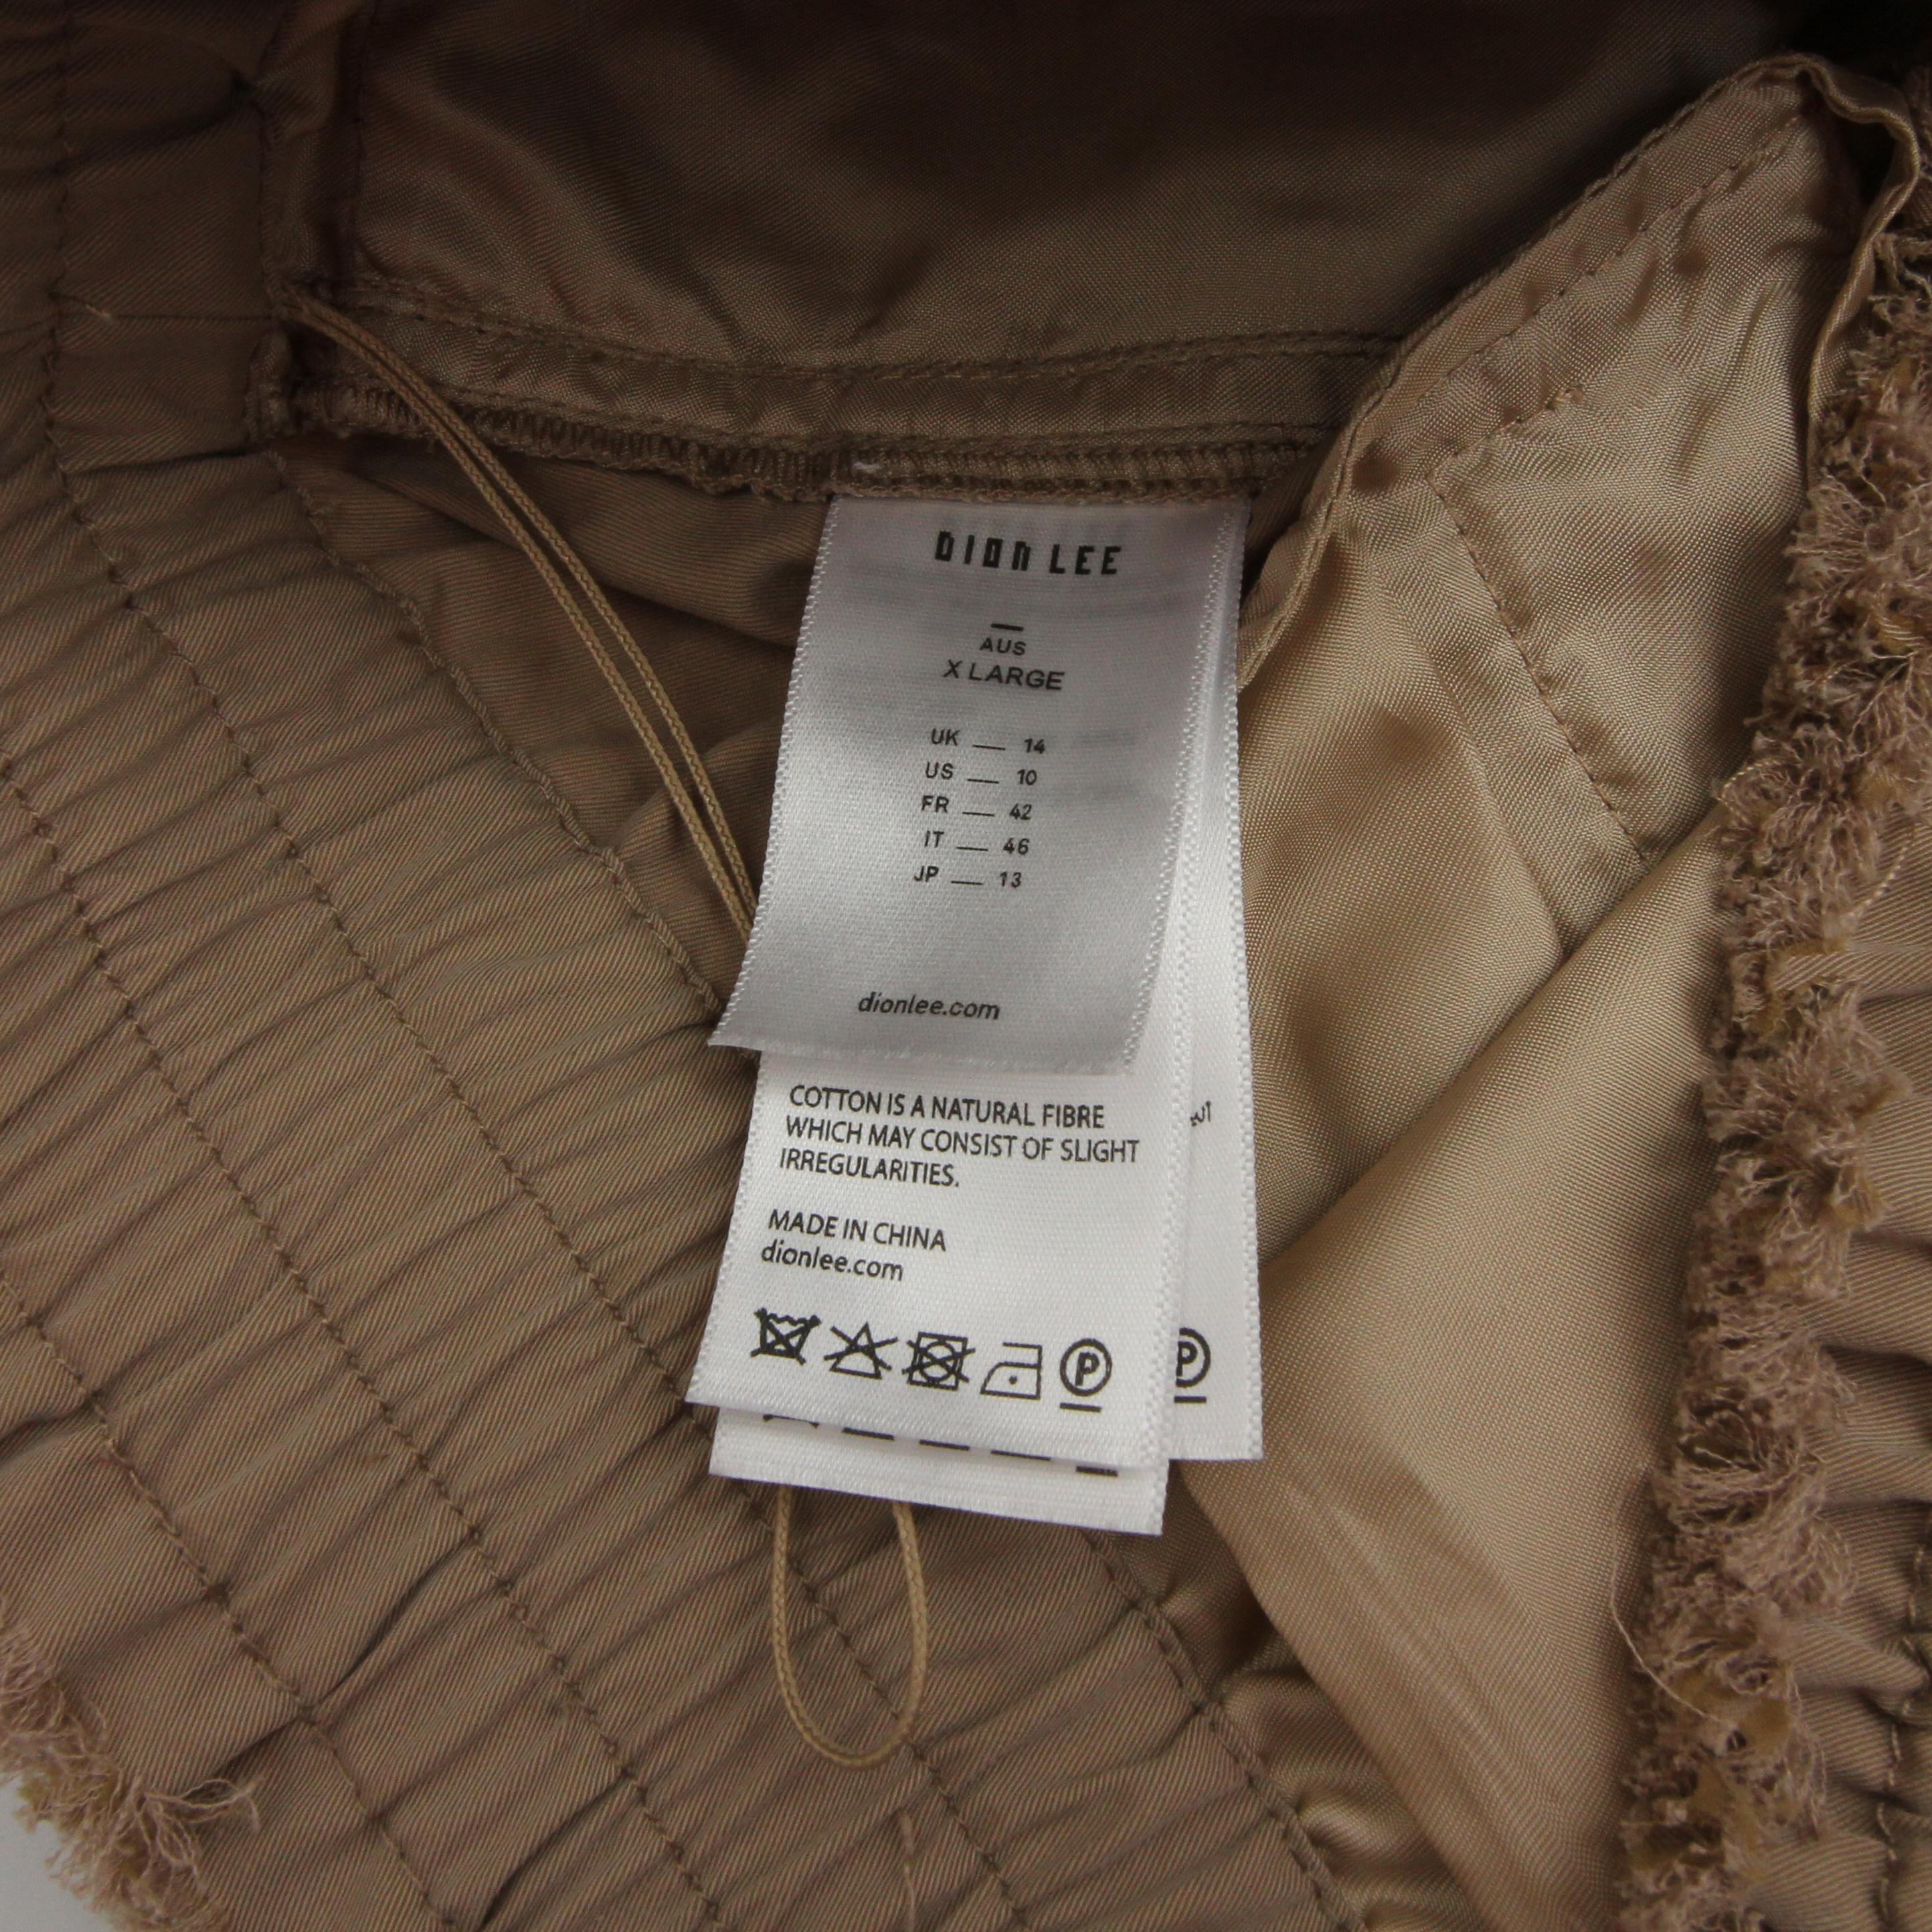 DION LEE
AUS
X LARGE
UK — 14
US — 10
FR — 42
IT — 46
JP — 13
dionlee.com
COTTON IS A NATURAL FIBRE
WHICH MAY CONSIST OF SLIGHT
IRREGULARITIES.
MADE IN CHINA
dionlee.com
P
P